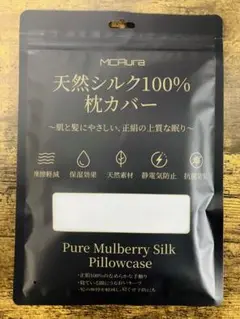 MCAura
天然シルク100%
枕カバー
~肌と髪にやさしい、正絹の上質な眠り~
摩擦軽減 保湿効果 天然素材 静電気防止
Pure Mulberry Silk
Pillowcase